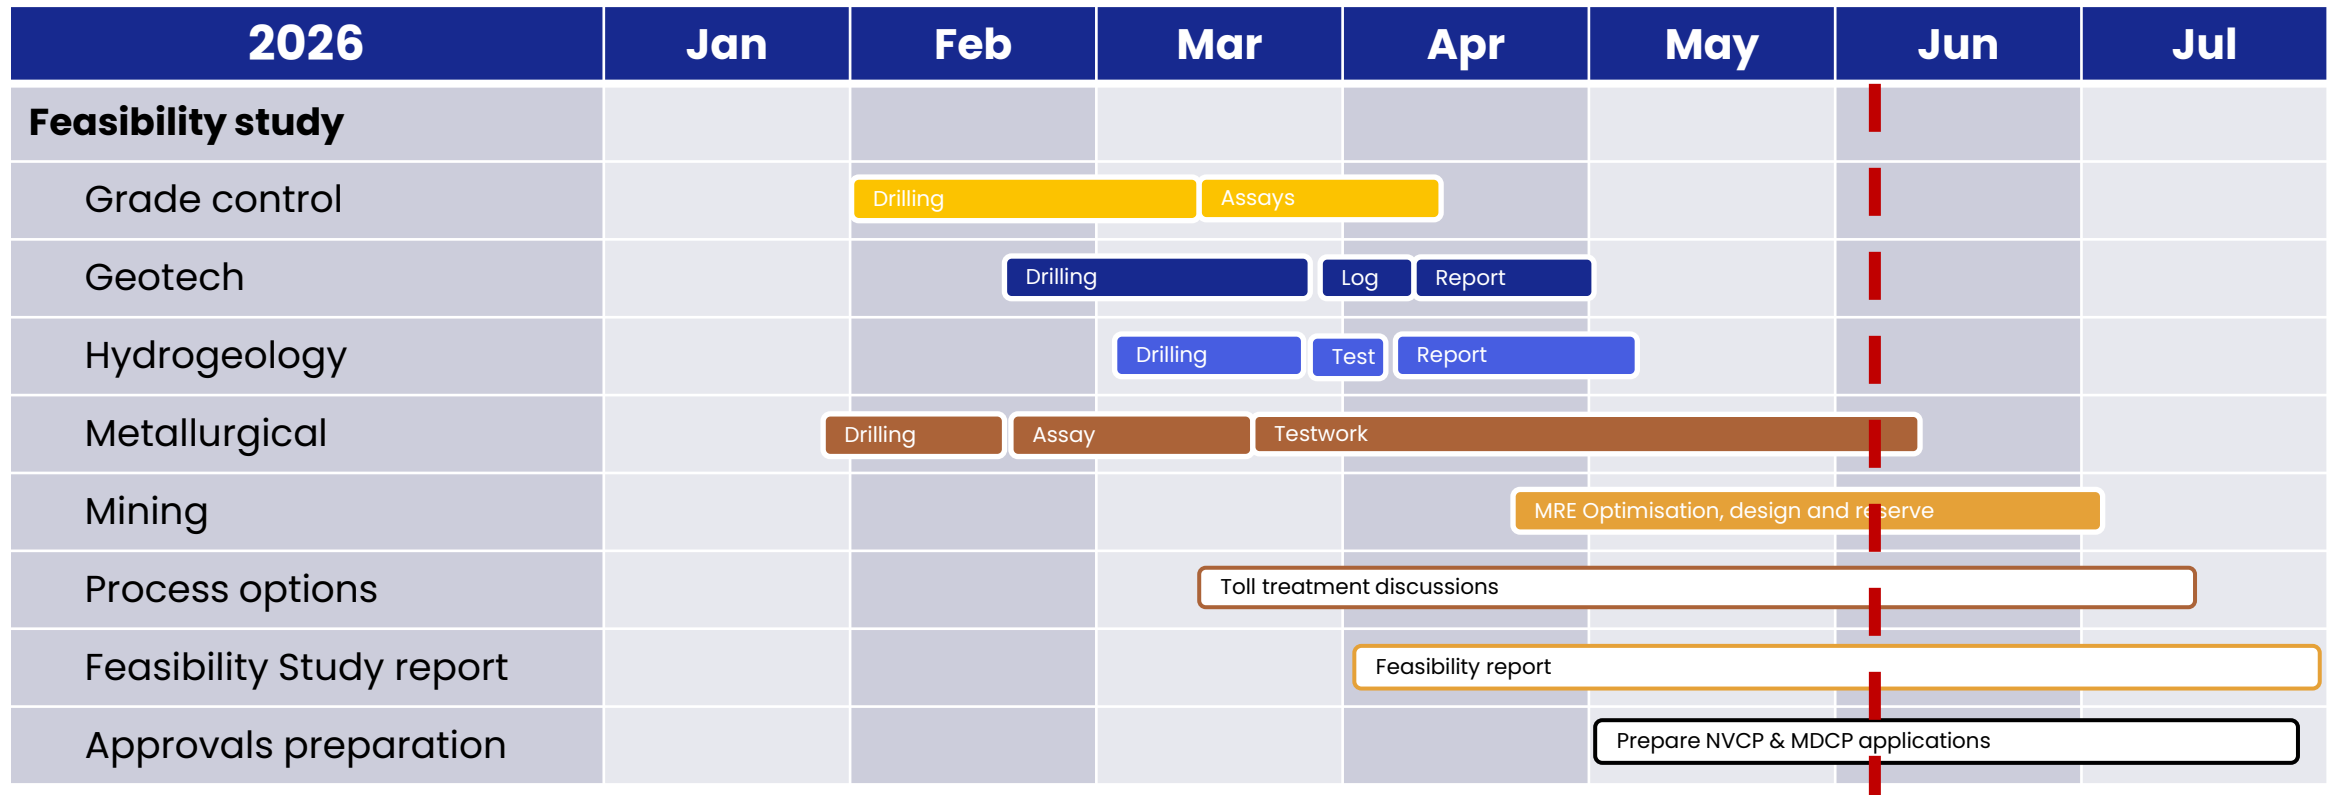 2026 Jan Feb Mar Apr May Jun Jul
Feasibility study
Grade control Drilling Assays
Geotech Drilling Log Report
Hydrogeology Drilling Test Report
Metallurgical Drilling Assay Testwork
Mining MRE Optimisation, design and reserve
Process options Toll treatment discussions
Feasibility Study report Feasibility report
Approvals preparation Prepare NVCP & MDCP applications